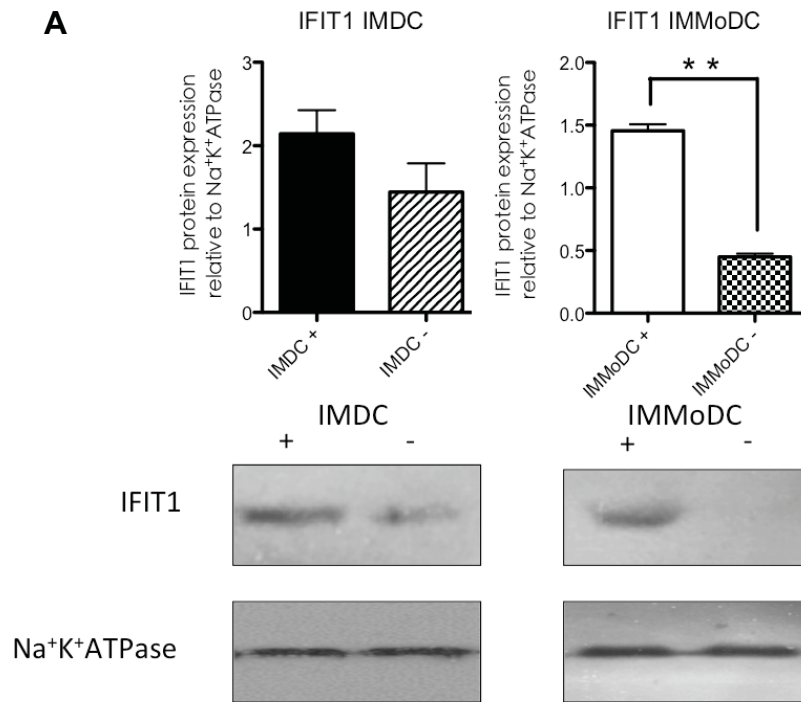 A
IFIT1 IMDC
IFIT1 protein expression
relative to Na⁺K⁺ATPase
3
2
1
0
IMDC +
IMDC -
IFIT1 IMMoDC
IFIT1 protein expression
relative to Na⁺K⁺ATPase
2.0
1.5
1.0
0.5
0.0
* *
IMMoDC +
IMMoDC -
IMDC
+ -
IMMoDC
+ -
IFIT1
Na⁺K⁺ATPase